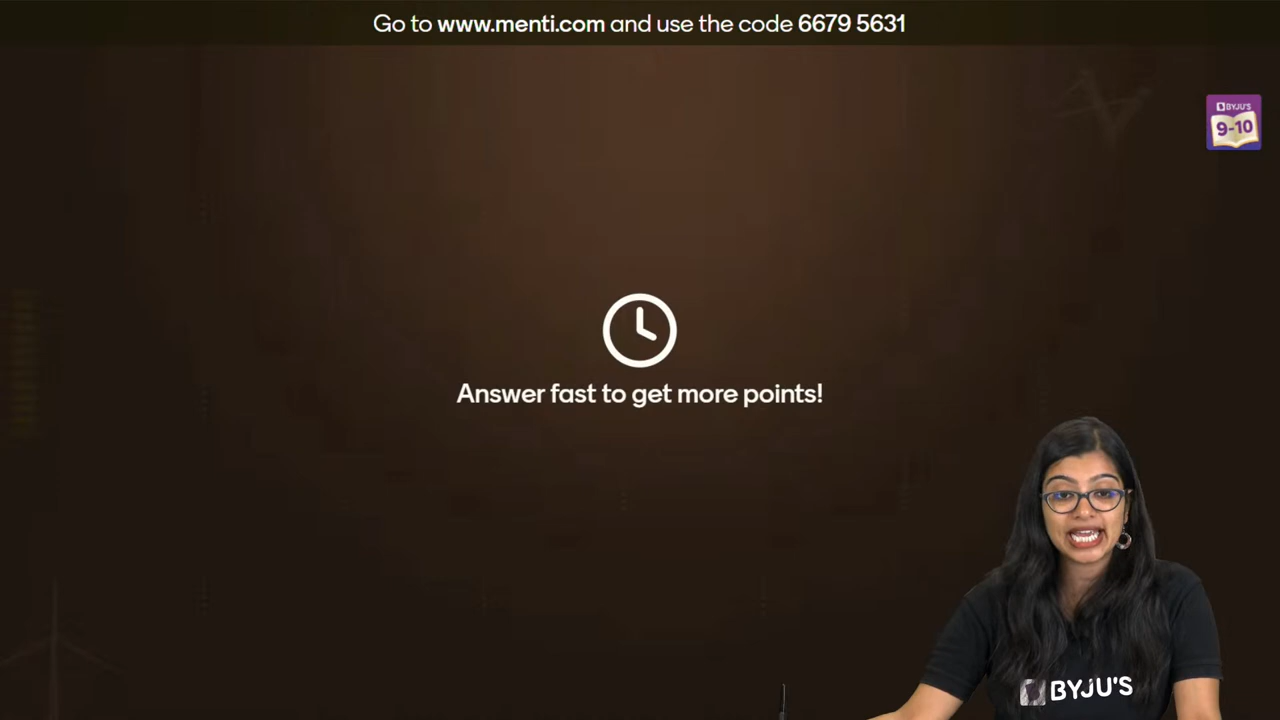 Go to www.menti.com and use the code 6679 5631
BYJU'S
9-10
Answer fast to get more points!
BYJU'S